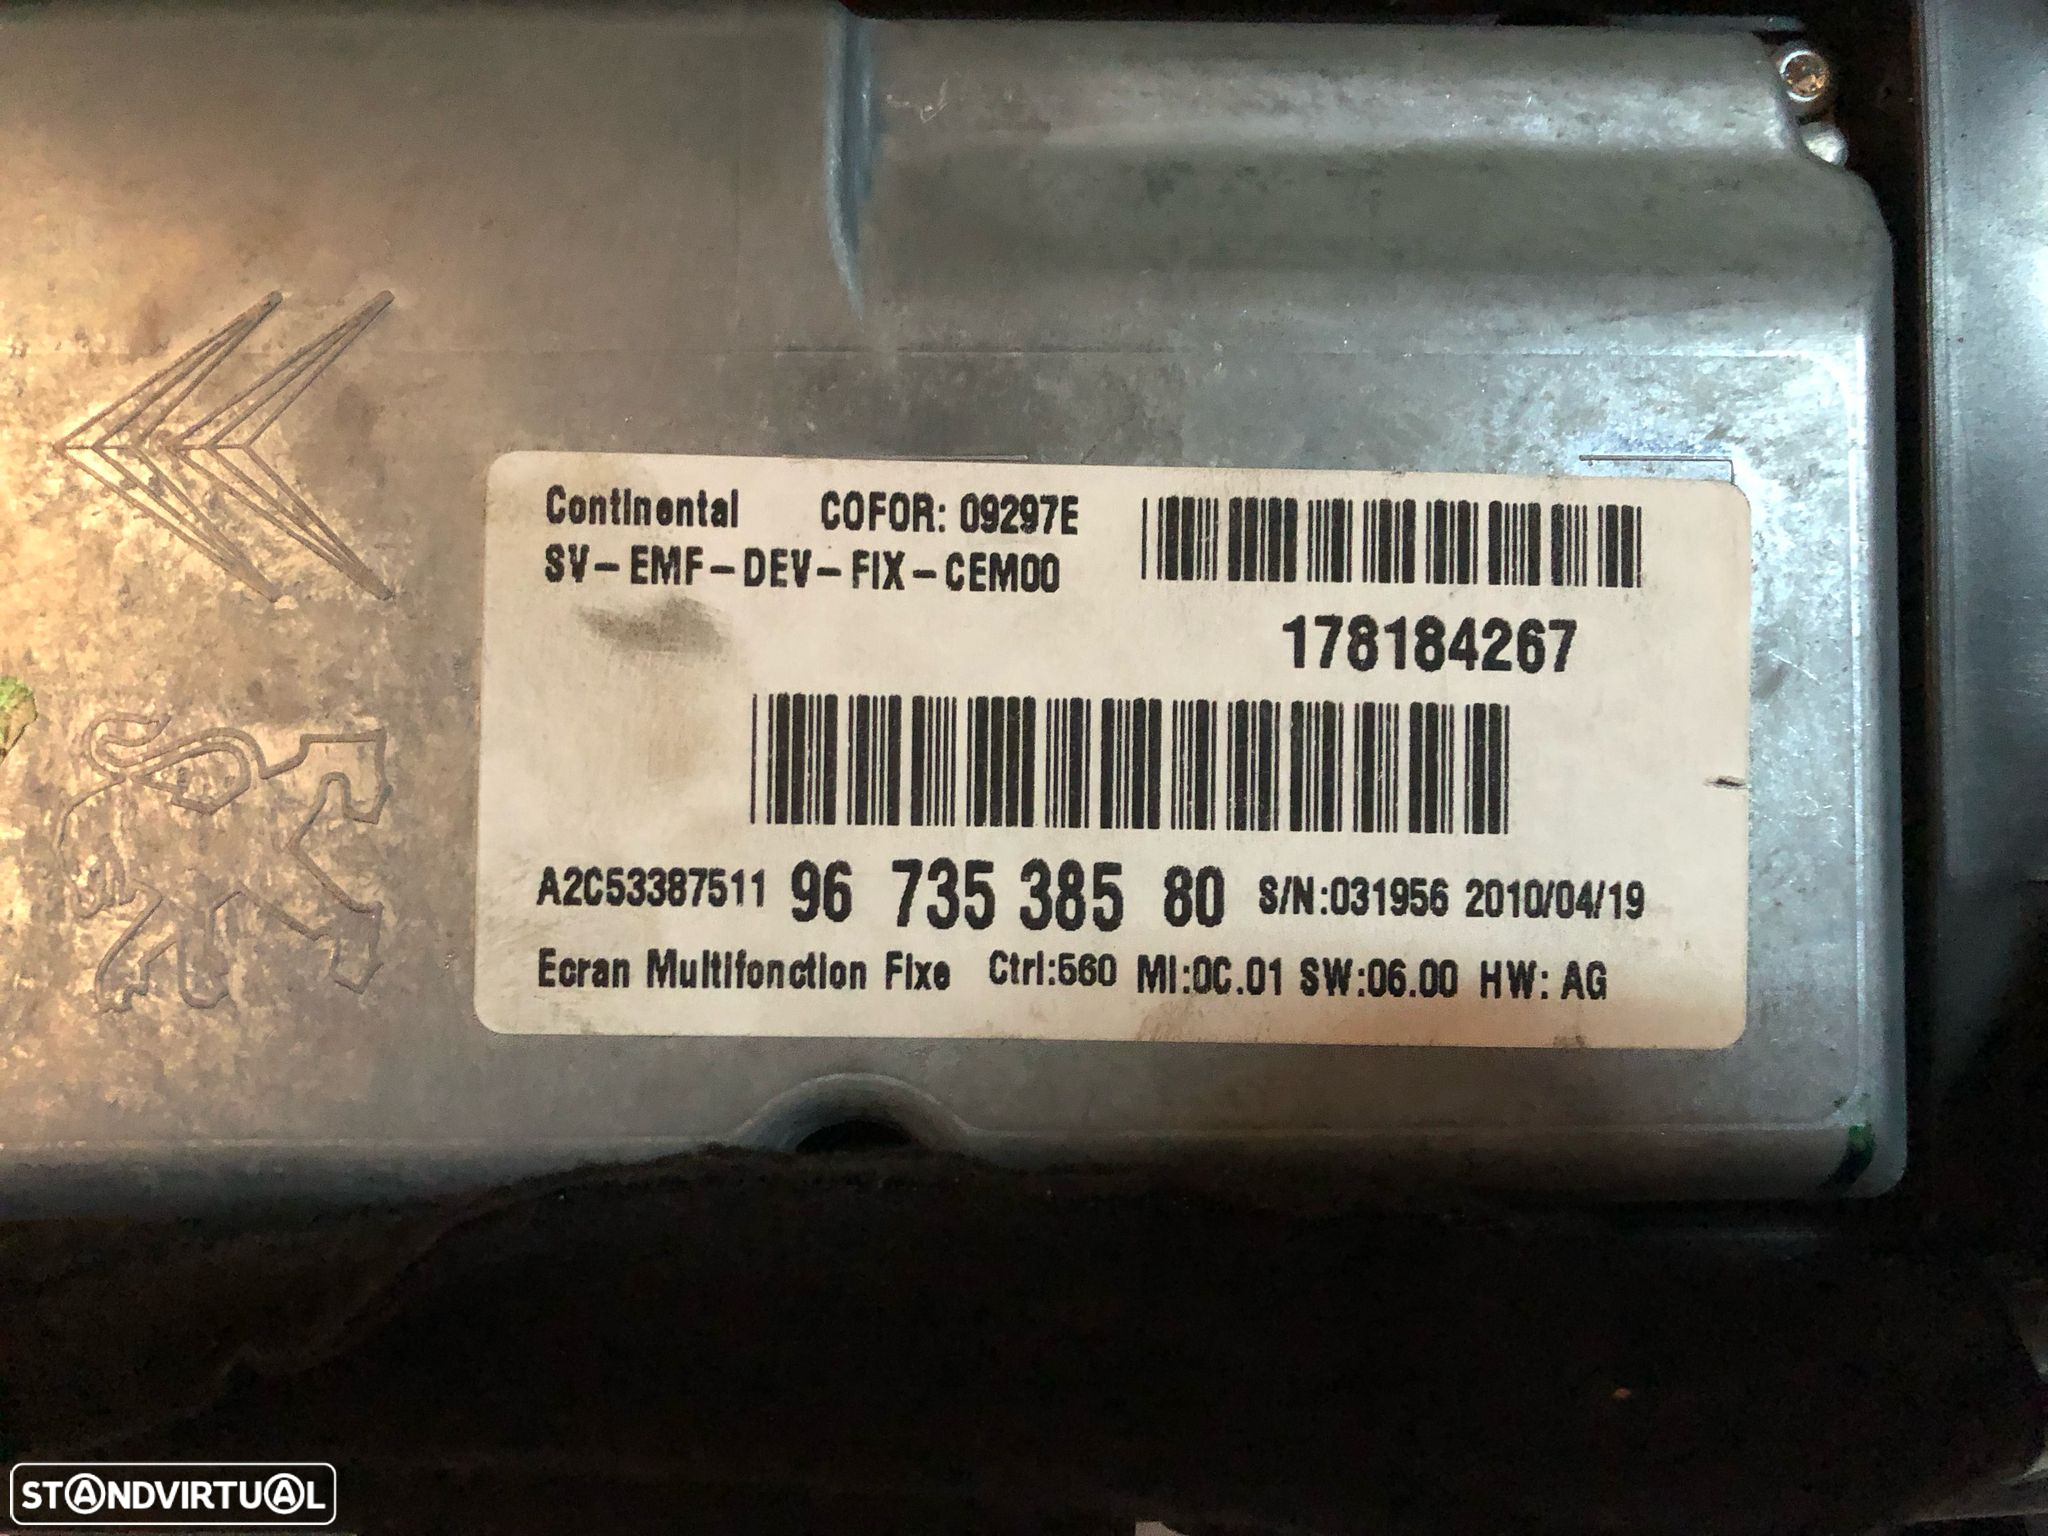 Continental COFOR: 09297E
SV-EMF-DEV-FIX-CEM00
178184267
A2C53387511 96 735 385 80 S/N:031956 2010/04/19
Ecran Multifonction Fixe Ctrl:560 MI:0C.01 SW:06.00 HW: AG
STANDVIRTUAL